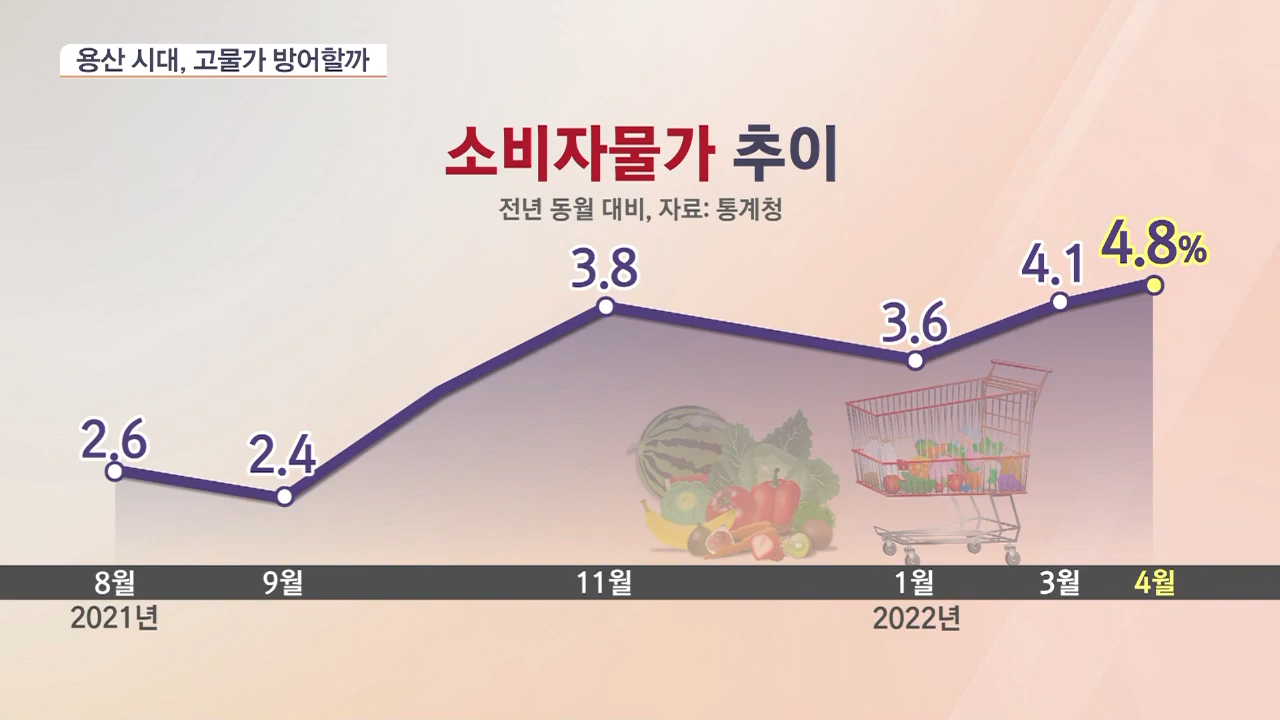 용산 시대, 고물가 방어할까
소비자물가 추이
전년 동월 대비, 자료: 통계청
2.6
2.4
3.8
3.6
4.1
4.8%
8월
9월
11월
1월
3월
4월
2021년
2022년